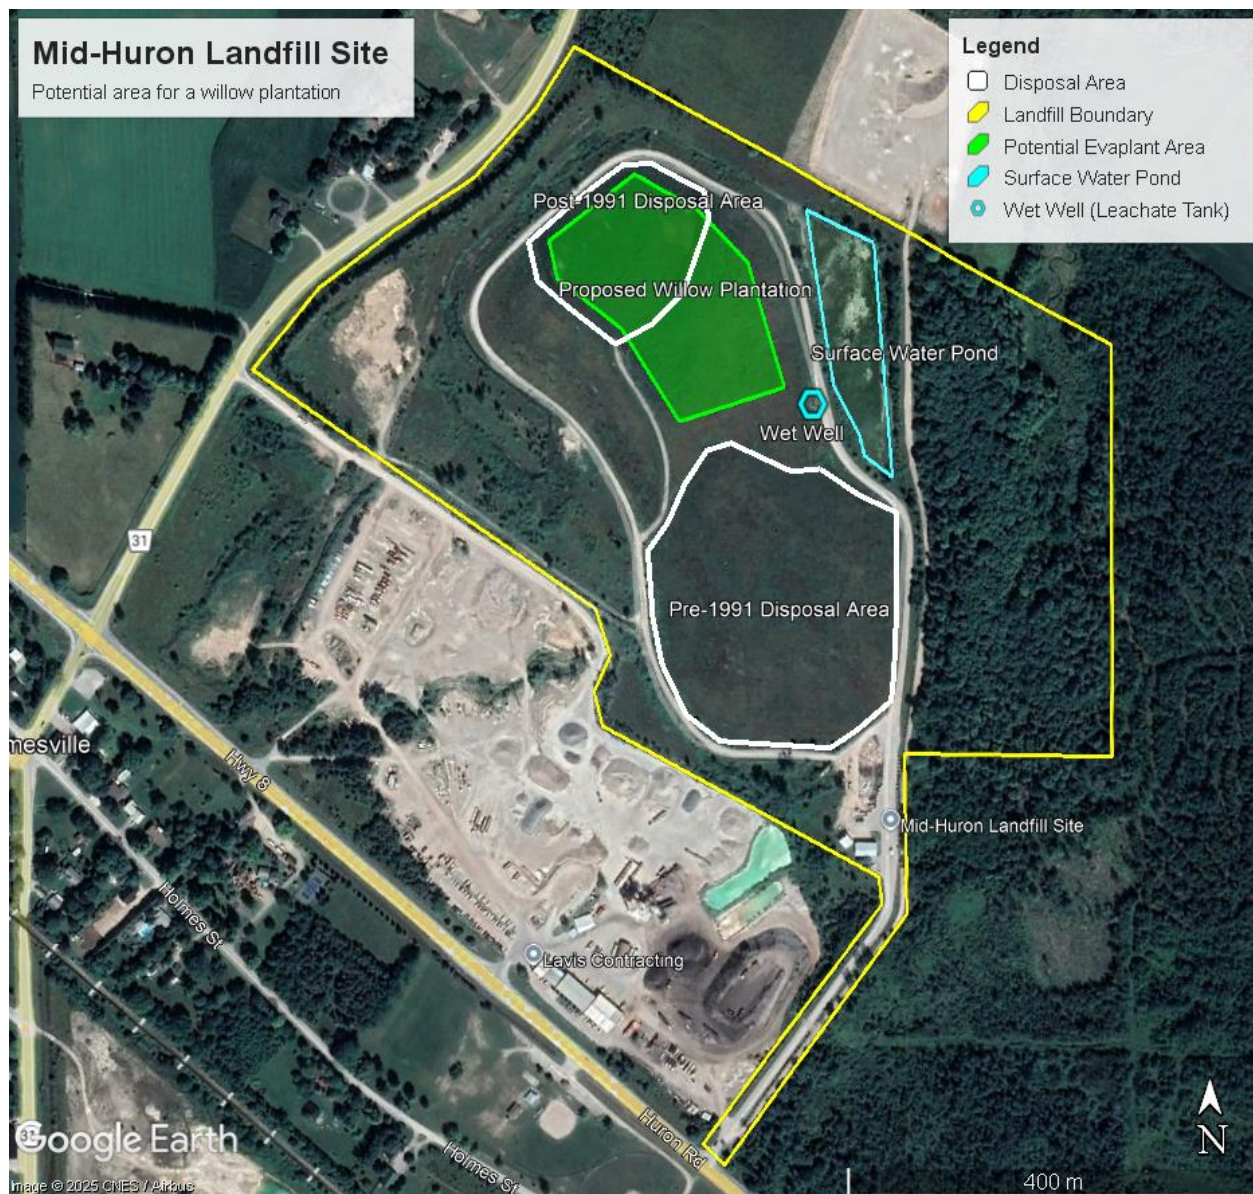 Mid-Huron Landfill Site
Potential area for a willow plantation
Legend
Disposal Area
Landfill Boundary
Potential Evaplant Area
Surface Water Pond
Wet Well (Leachate Tank)
Post-1991 Disposal Area
Proposed Willow Plantation
Surface Water Pond
Wet Well
31
Pre-1991 Disposal Area
mesville
Hwy 8
Mid-Huron Landfill Site
Holmes St
Lavis Contracting
Huron Rd
31
Google Earth
Holmes St
N
Image © 2025 CNES / Airbus
400 m